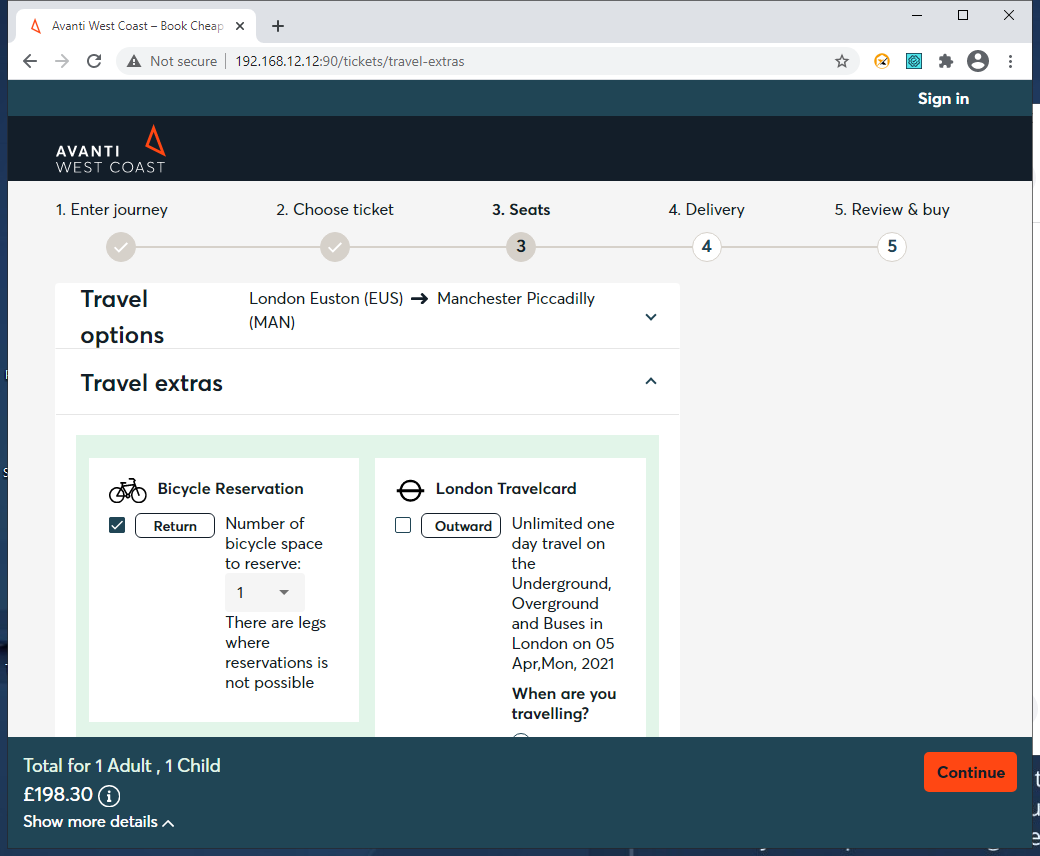 Avanti West Coast – Book Cheap
Not secure
192.168.12.12:90/tickets/travel-extras
Sign in
AVANTI
WEST COAST
1. Enter journey
2. Choose ticket
3. Seats
4. Delivery
5. Review & buy
3
4
5
Travel
options
London Euston (EUS) → Manchester Piccadilly
(MAN)
Travel extras
Bicycle Reservation
Return
Number of
bicycle space
to reserve:
1
There are legs
where
reservations is
not possible
London Travelcard
Outward
Unlimited one
day travel on
the
Underground,
Overground
and Buses in
London on 05
Apr,Mon, 2021
When are you
travelling?
Total for 1 Adult , 1 Child
£198.30
Show more details
Continue